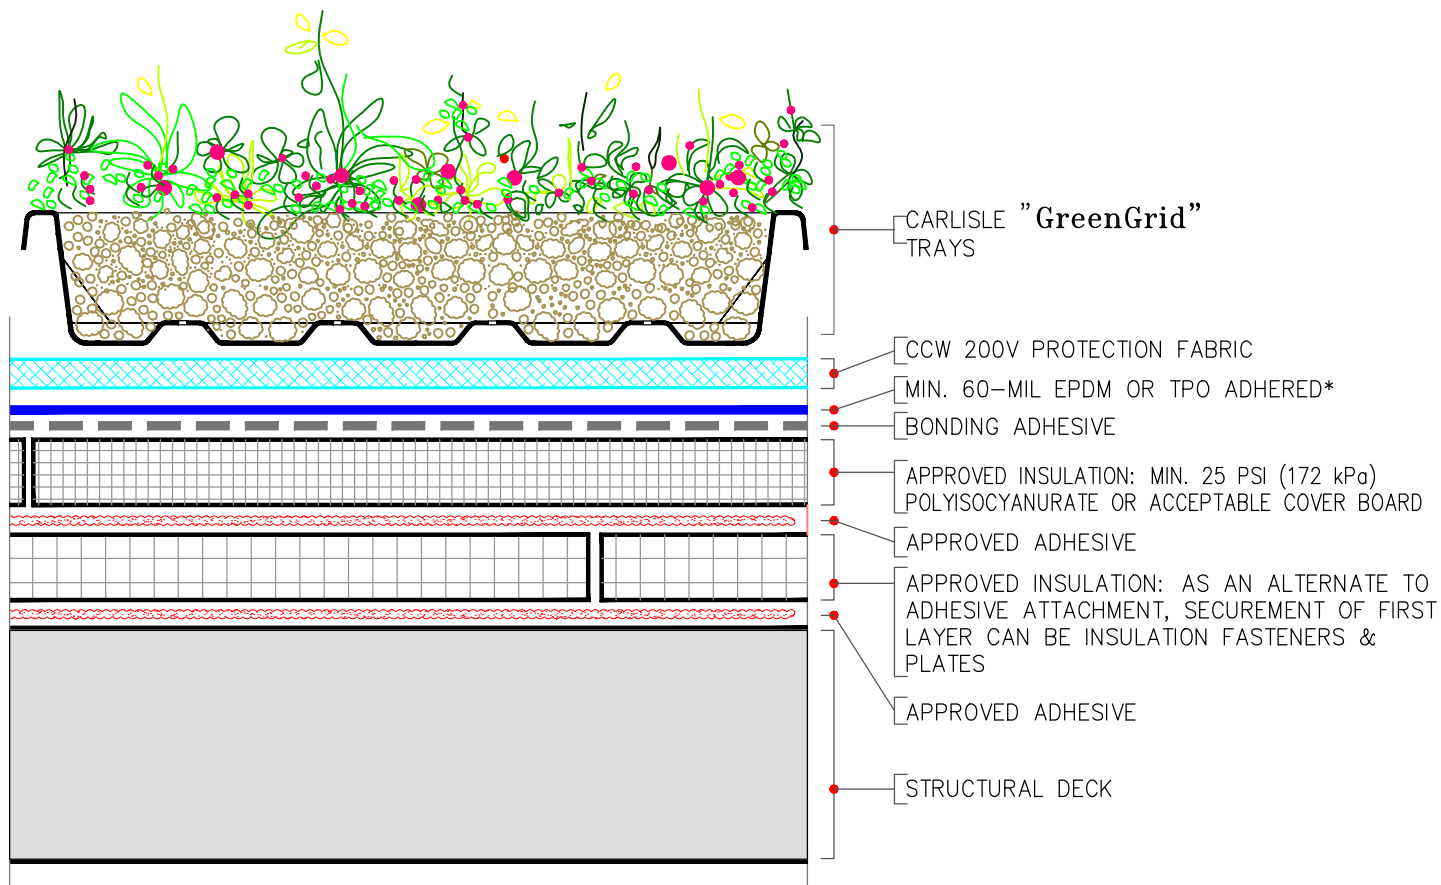 CARLISLE "GreenGrid"
TRAYS
CCW 200V PROTECTION FABRIC
MIN. 60-MIL EPDM OR TPO ADHERED*
BONDING ADHESIVE
APPROVED INSULATION: MIN. 25 PSI (172 kPa)
POLYISOCYANURATE OR ACCEPTABLE COVER BOARD
APPROVED ADHESIVE
APPROVED INSULATION: AS AN ALTERNATE TO
ADHESIVE ATTACHMENT, SECUREMENT OF FIRST
LAYER CAN BE INSULATION FASTENERS &
PLATES
APPROVED ADHESIVE
STRUCTURAL DECK